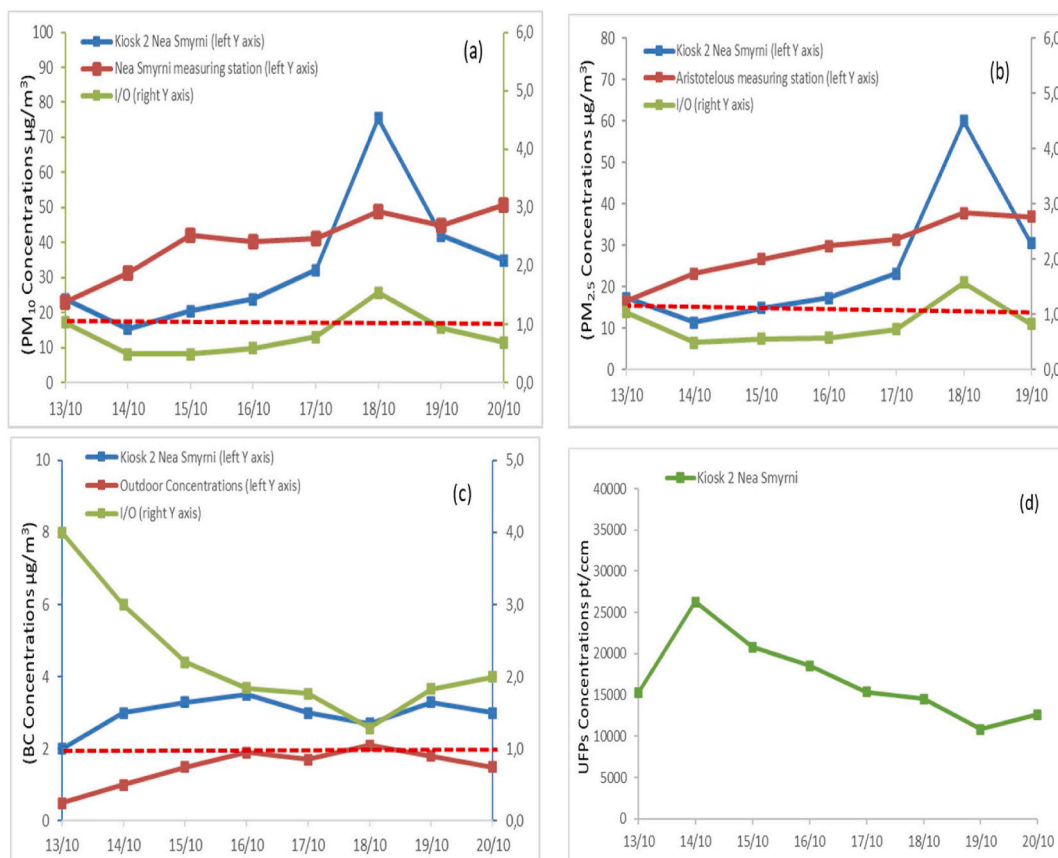 (a)
Kiosk 2 Nea Smyrni (left Y axis)
Nea Smyrni measuring station (left Y axis)
I/O (right Y axis)
(PM10 Concentrations µg/m³)
100
90
80
70
60
50
40
30
20
10
0
6,0
5,0
4,0
3,0
2,0
1,0
0,0
13/10 14/10 15/10 16/10 17/10 18/10 19/10 20/10
(b)
Kiosk 2 Nea Smyrni (left Y axis)
Aristotelous measuring station (left Y axis)
I/O (right Y axis)
(PM2.5 Concentrations µg/m³)
80
70
60
50
40
30
20
10
0
6,0
5,0
4,0
3,0
2,0
1,0
0,0
13/10 14/10 15/10 16/10 17/10 18/10 19/10
(c)
Kiosk 2 Nea Smyrni (left Y axis)
Outdoor Concentrations (left Y axis)
I/O (right Y axis)
(BC Concentrations µg/m³)
10
8
6
4
2
0
5,0
4,0
3,0
2,0
1,0
0,0
13/10 14/10 15/10 16/10 17/10 18/10 19/10 20/10
(d)
Kiosk 2 Nea Smyrni
UFPs Concentrations pt/ccm
40000
35000
30000
25000
20000
15000
10000
5000
0
13/10 14/10 15/10 16/10 17/10 18/10 19/10 20/10